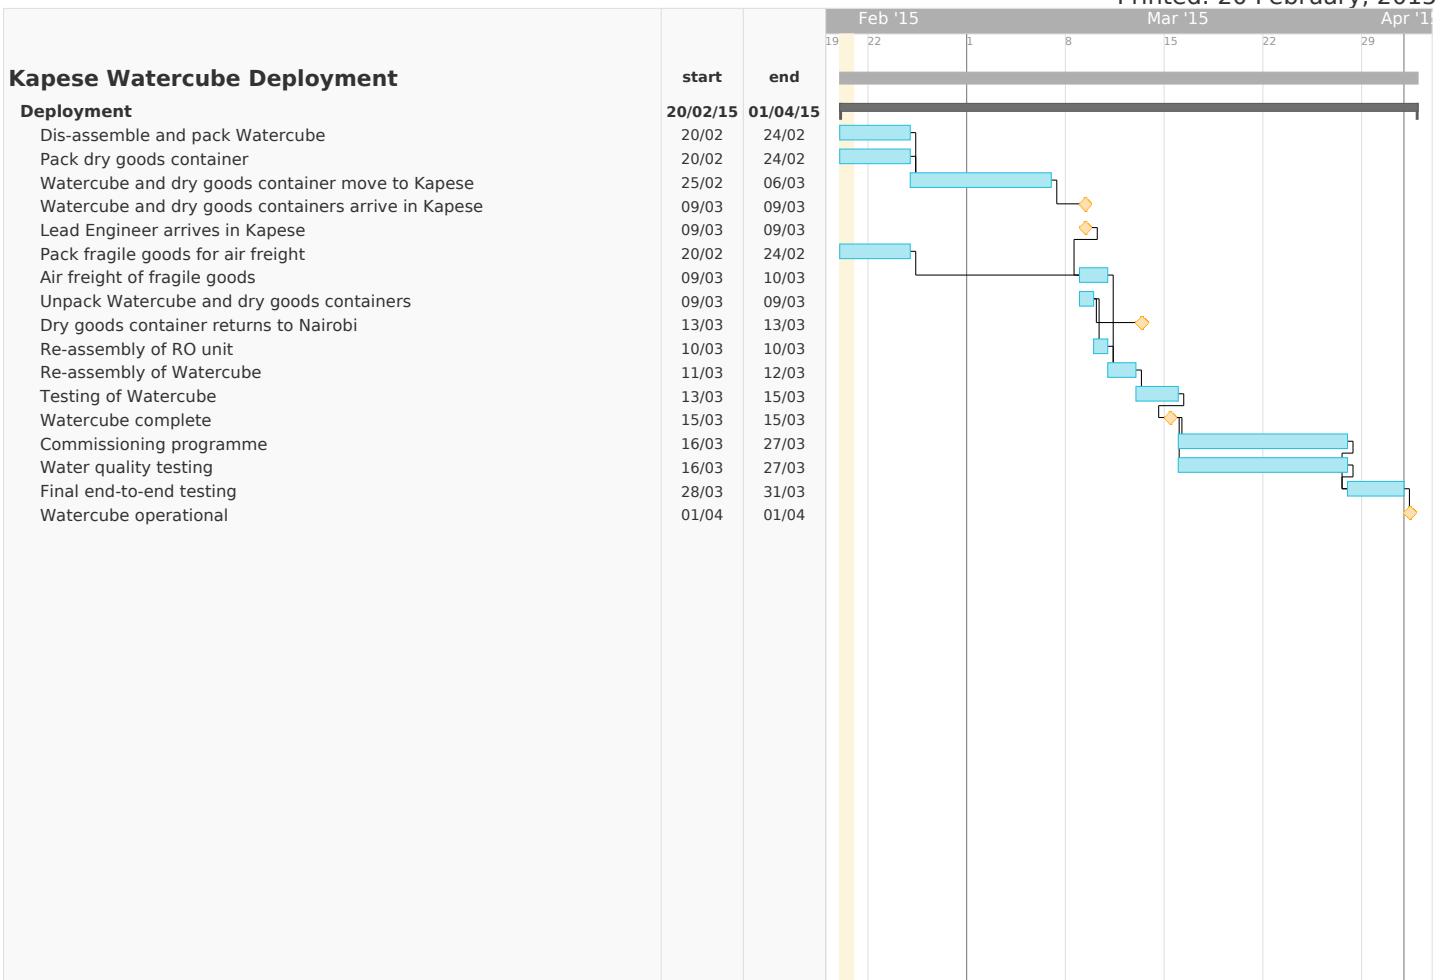 Printed: 20 February, 2015
Feb '15 Mar '15 Apr '1
19 22 1 8 15 22 29
Kapese Watercube Deployment start end
Deployment 20/02/15 01/04/15
Dis-assemble and pack Watercube 20/02 24/02
Pack dry goods container 20/02 24/02
Watercube and dry goods container move to Kapese 25/02 06/03
Watercube and dry goods containers arrive in Kapese 09/03 09/03
Lead Engineer arrives in Kapese 09/03 09/03
Pack fragile goods for air freight 20/02 24/02
Air freight of fragile goods 09/03 10/03
Unpack Watercube and dry goods containers 09/03 09/03
Dry goods container returns to Nairobi 13/03 13/03
Re-assembly of RO unit 10/03 10/03
Re-assembly of Watercube 11/03 12/03
Testing of Watercube 13/03 15/03
Watercube complete 15/03 15/03
Commissioning programme 16/03 27/03
Water quality testing 16/03 27/03
Final end-to-end testing 28/03 31/03
Watercube operational 01/04 01/04